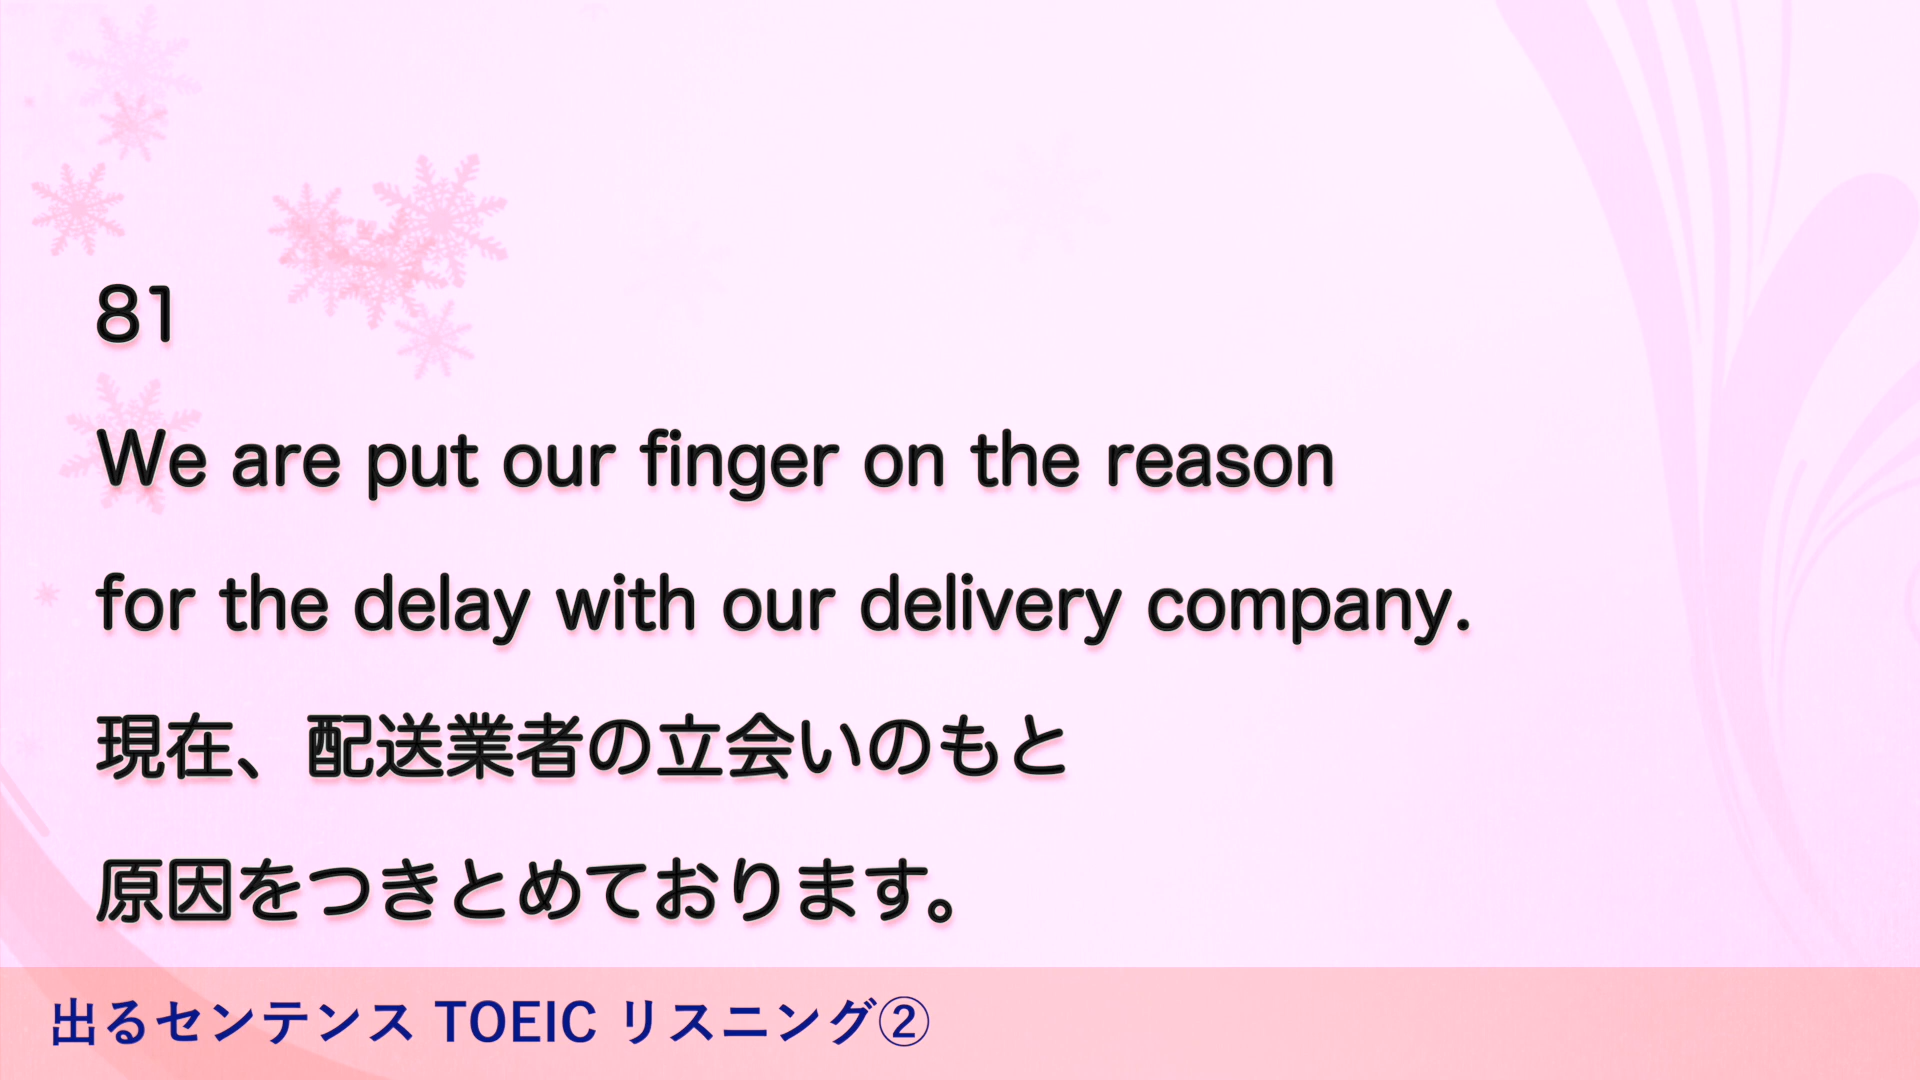 81
We are put our finger on the reason
for the delay with our delivery company.
現在、配送業者の立会いのもと
原因をつきとめております。
出るセンテンス TOEIC リスニング②